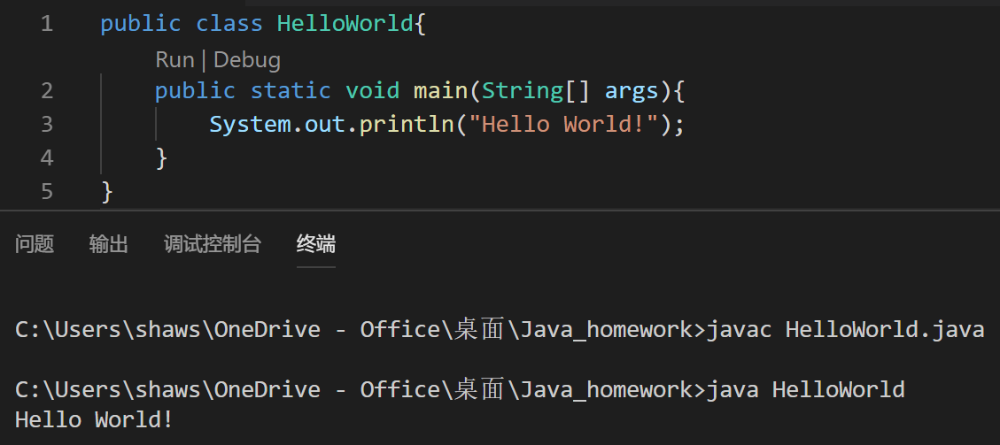 1 public class HelloWorld{
Run | Debug
2 public static void main(String[] args){
3 System.out.println("Hello World!");
4 }
5 }
问题 输出 调试控制台 终端
C:\Users\shaws\OneDrive - Office\桌面\Java_homework>javac HelloWorld.java
C:\Users\shaws\OneDrive - Office\桌面\Java_homework>java HelloWorld
Hello World!